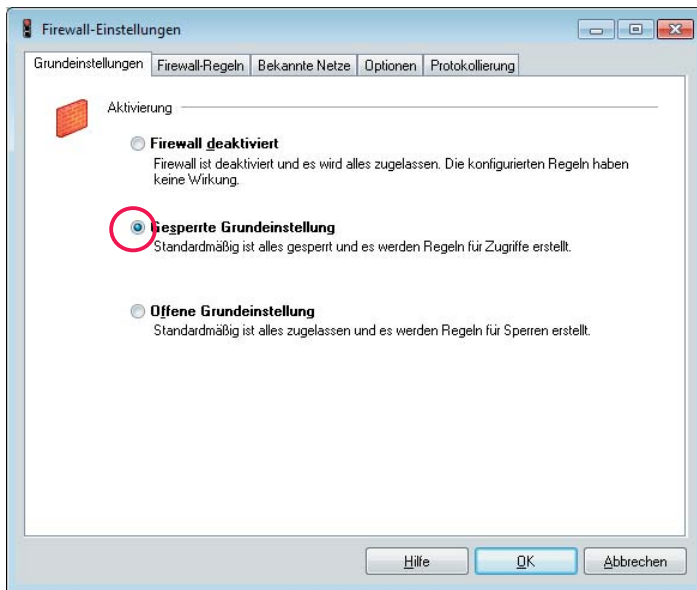 Firewall-Einstellungen
Grundeinstellungen Firewall-Regeln Bekannte Netze Optionen Protokollierung
Aktivierung
Firewall deaktiviert
Firewall ist deaktiviert und es wird alles zugelassen. Die konfigurierten Regeln haben
keine Wirkung.
Gesperrte Grundeinstellung
Standardmäßig ist alles gesperrt und es werden Regeln für Zugriffe erstellt.
Offene Grundeinstellung
Standardmäßig ist alles zugelassen und es werden Regeln für Sperren erstellt.
Hilfe OK Abbrechen